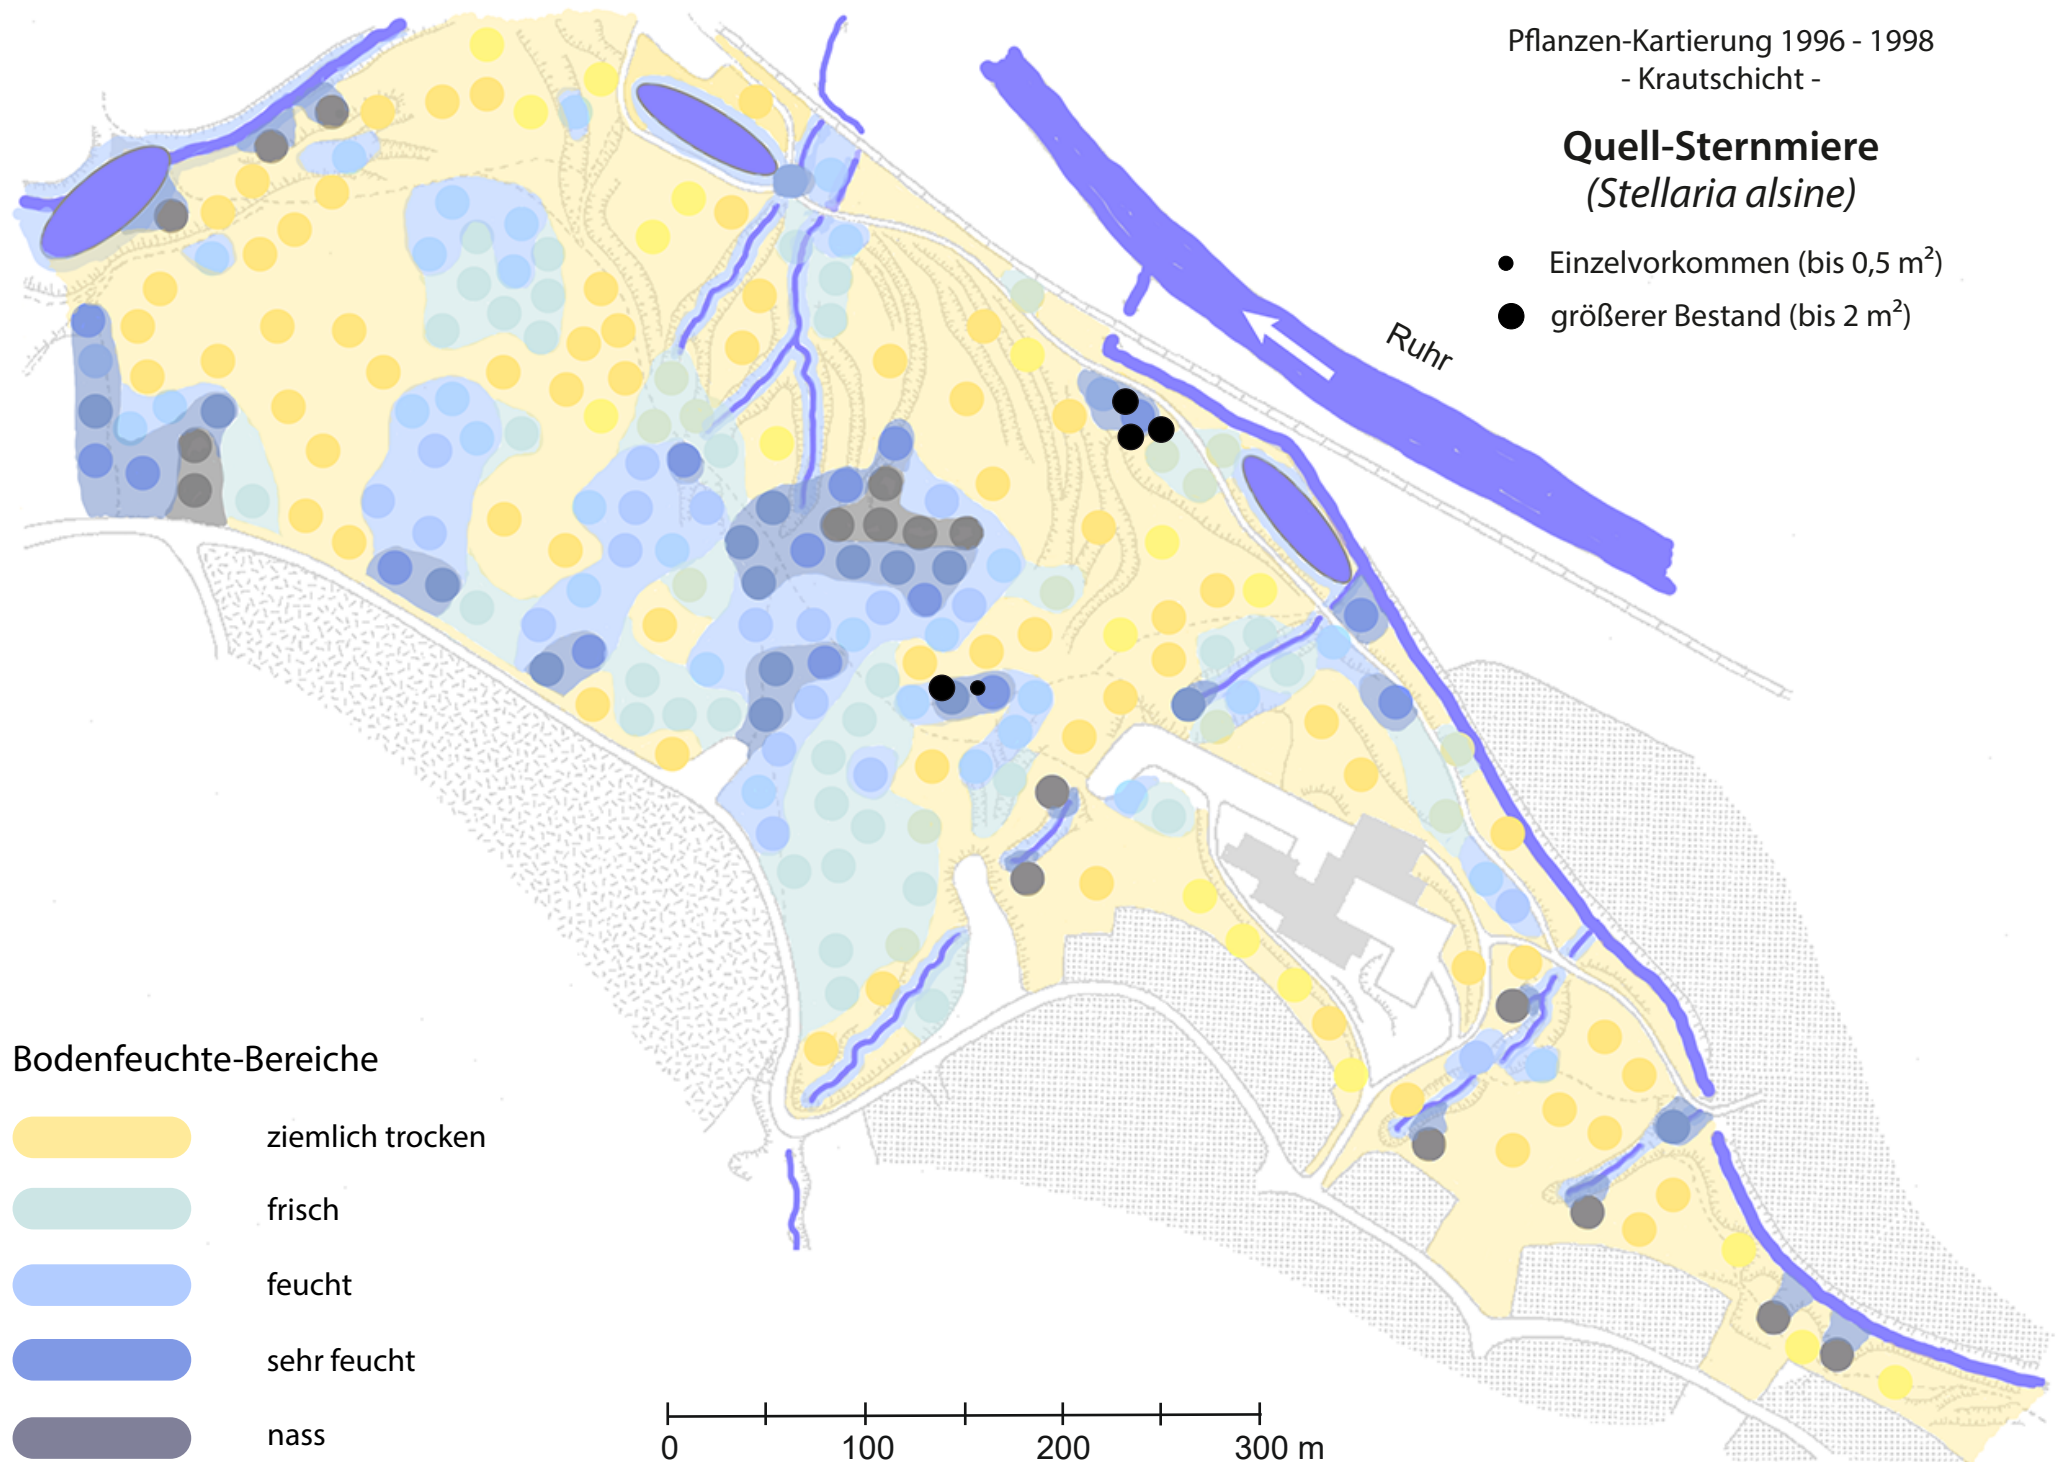 Pflanzen-Kartierung 1996 - 1998
- Krautschicht -
Quell-Sternmiere
(Stellaria alsine)
Einzelvorkommen (bis 0,5 m²)
größerer Bestand (bis 2 m²)
Ruhr
Bodenfeuchte-Bereiche
ziemlich trocken
frisch
feucht
sehr feucht
nass
0 100 200 300 m